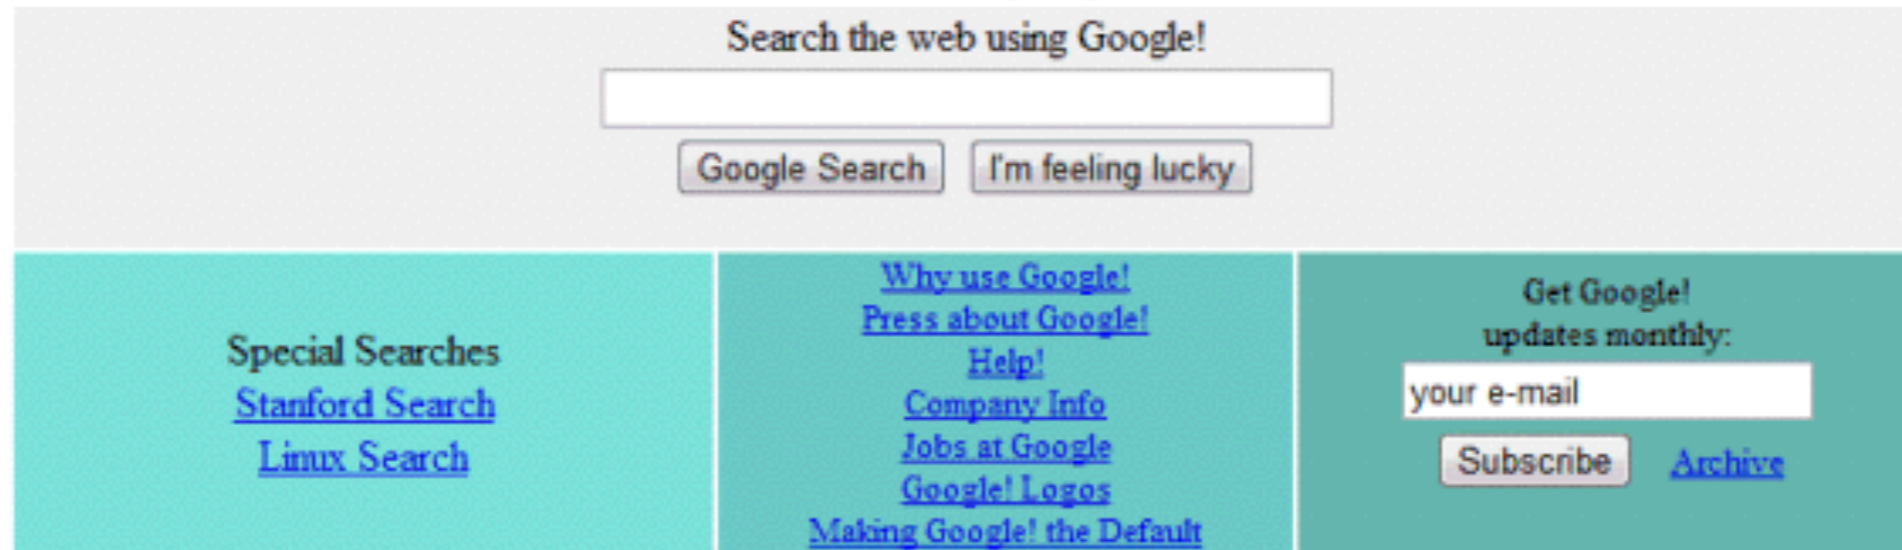 Search the web using Google!
Google Search I'm feeling lucky
Special Searches
Stanford Search
Linux Search
Why use Google!
Press about Google!
Help!
Company Info
Jobs at Google
Google! Logos
Making Google! the Default
Get Google!
updates monthly:
your e-mail
Subscribe Archive